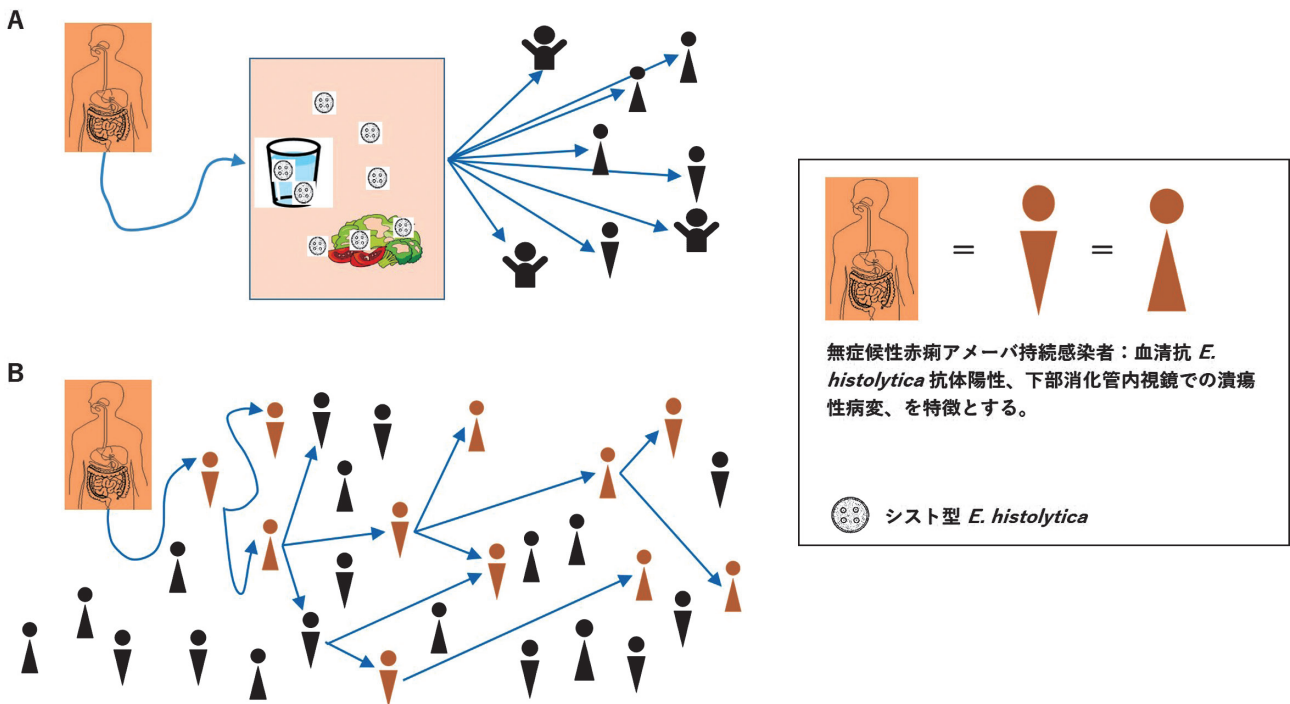 A
B
=
=
無症候性赤痢アメーバ持続感染者：血清抗 E.
histolytica 抗体陽性、下部消化管内視鏡での潰瘍
性病変、を特徴とする。
シスト型 E. histolytica